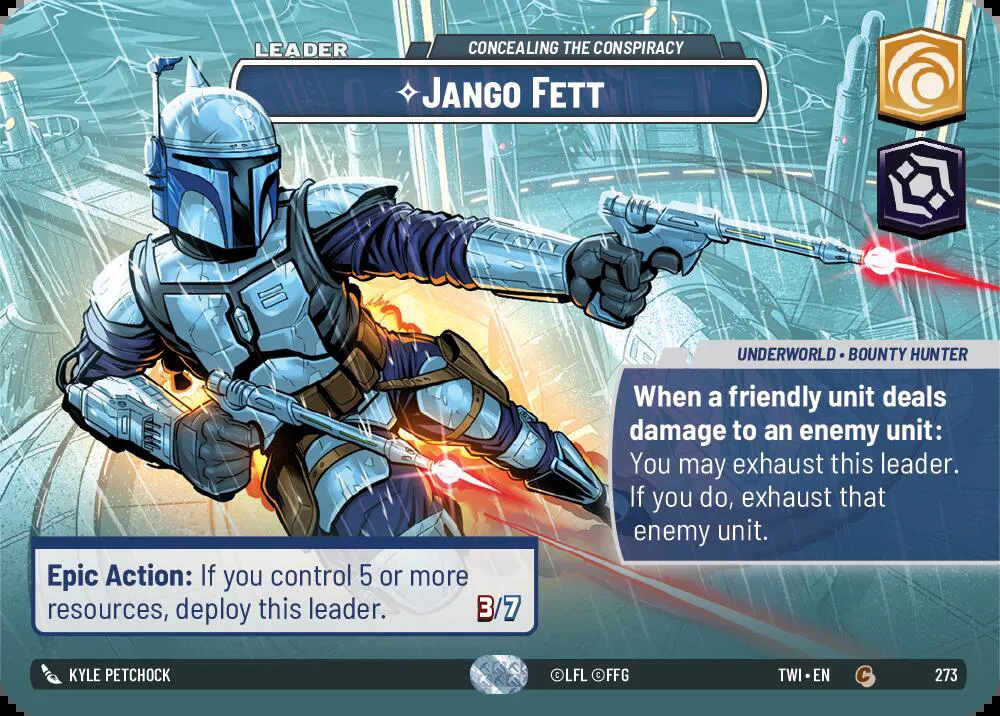 LEADER
CONCEALING THE CONSPIRACY
✧JANGO FETT
UNDERWORLD • BOUNTY HUNTER
When a friendly unit deals
damage to an enemy unit:
You may exhaust this leader.
If you do, exhaust that
enemy unit.
Epic Action: If you control 5 or more
resources, deploy this leader.
3/7
KYLE PETCHOCK
©LFL ©FFG
TWI • EN
C
273